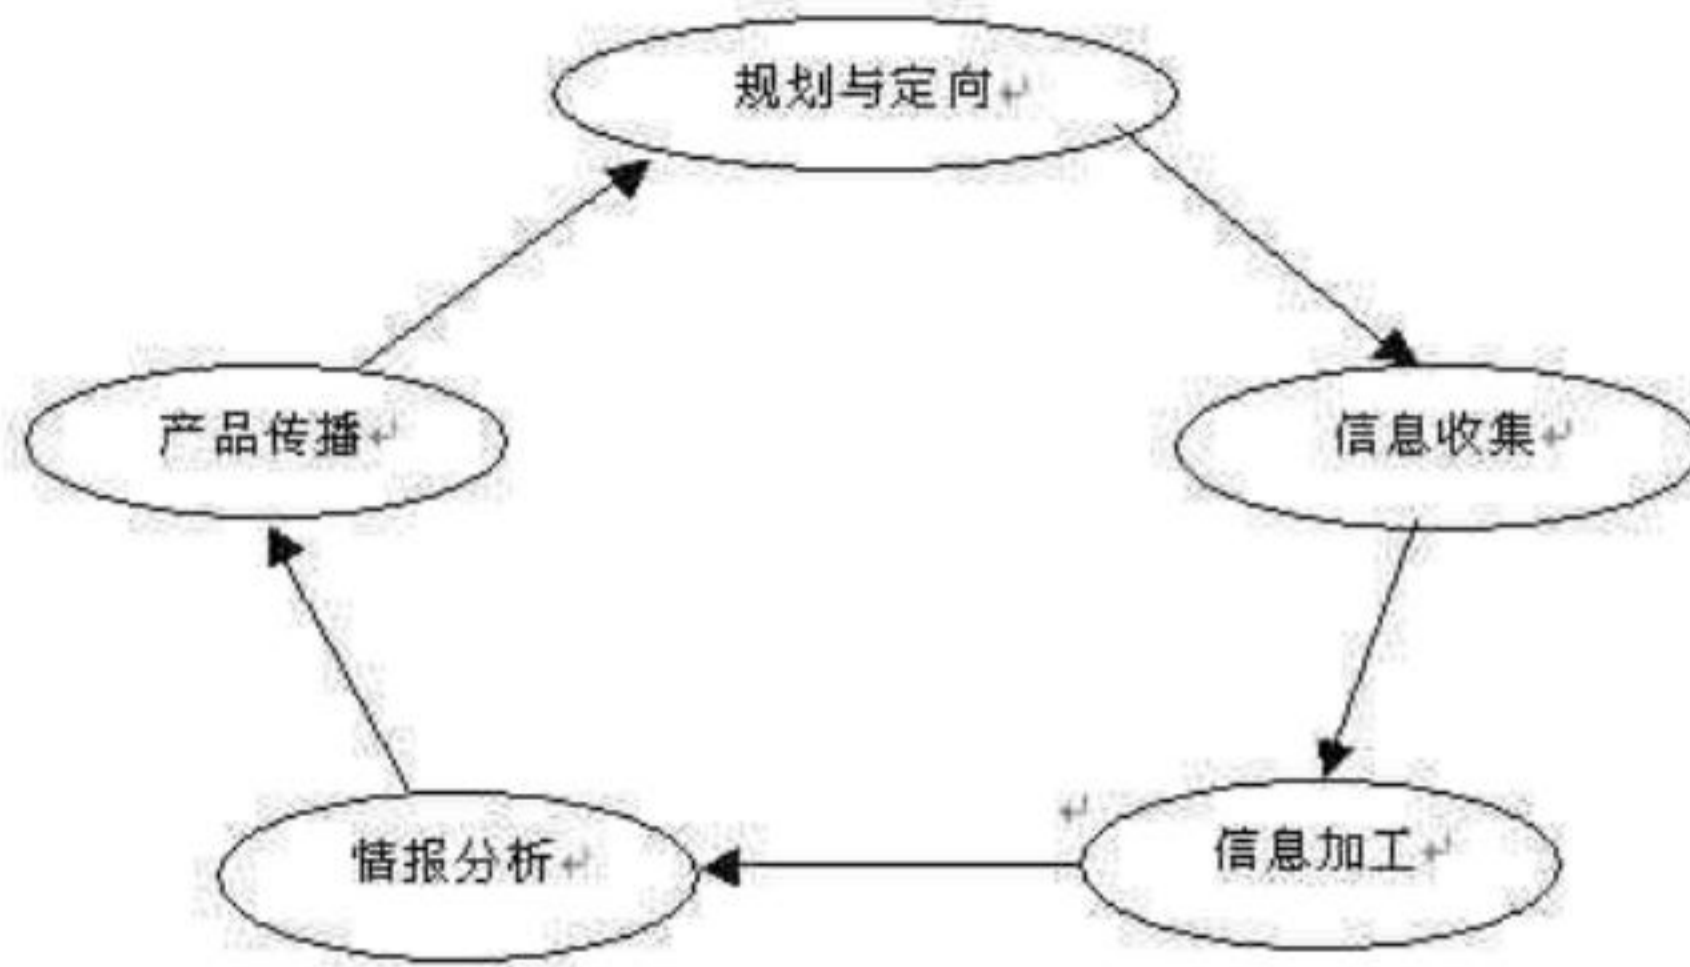 规划与定向
产品传播
信息收集
情报分析
信息加工